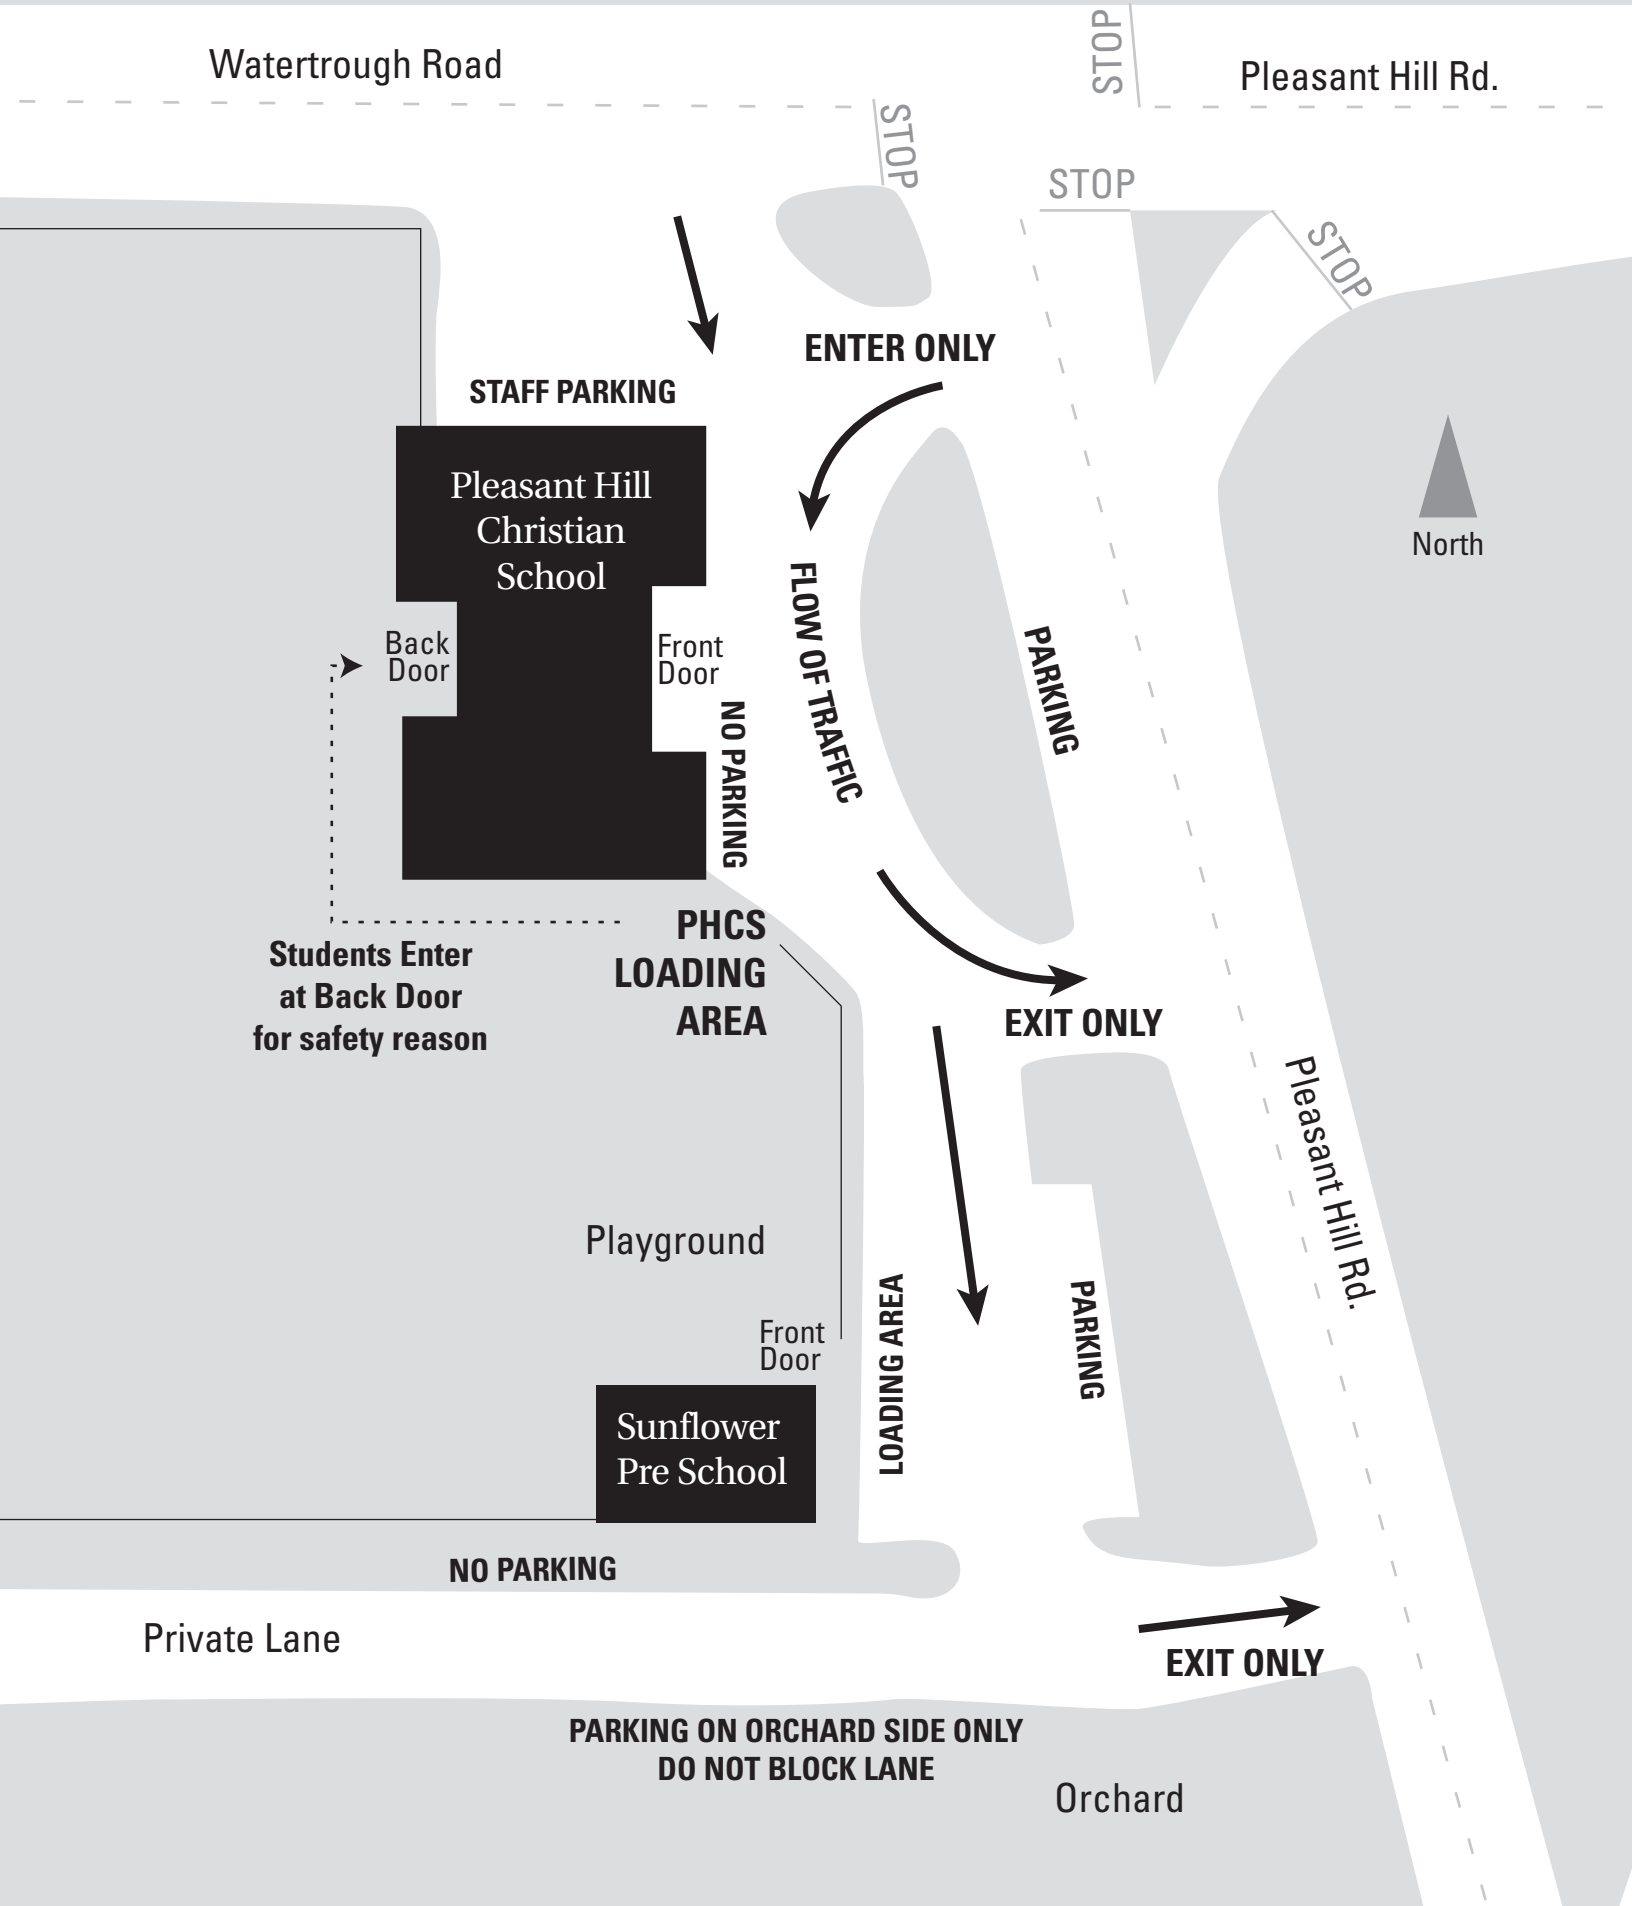 STOP
Watertrough Road
Pleasant Hill Rd.
STOP
STOP
STOP
ENTER ONLY
STAFF PARKING
Pleasant Hill
Christian
School
North
FLOW OF TRAFFIC
PARKING
Back
Door
Front
Door
NO PARKING
PHCS
LOADING
AREA
Students Enter
at Back Door
for safety reason
EXIT ONLY
Pleasant Hill Rd.
Playground
LOADING AREA
PARKING
Front
Door
Sunflower
Pre School
NO PARKING
Private Lane
EXIT ONLY
PARKING ON ORCHARD SIDE ONLY
DO NOT BLOCK LANE
Orchard